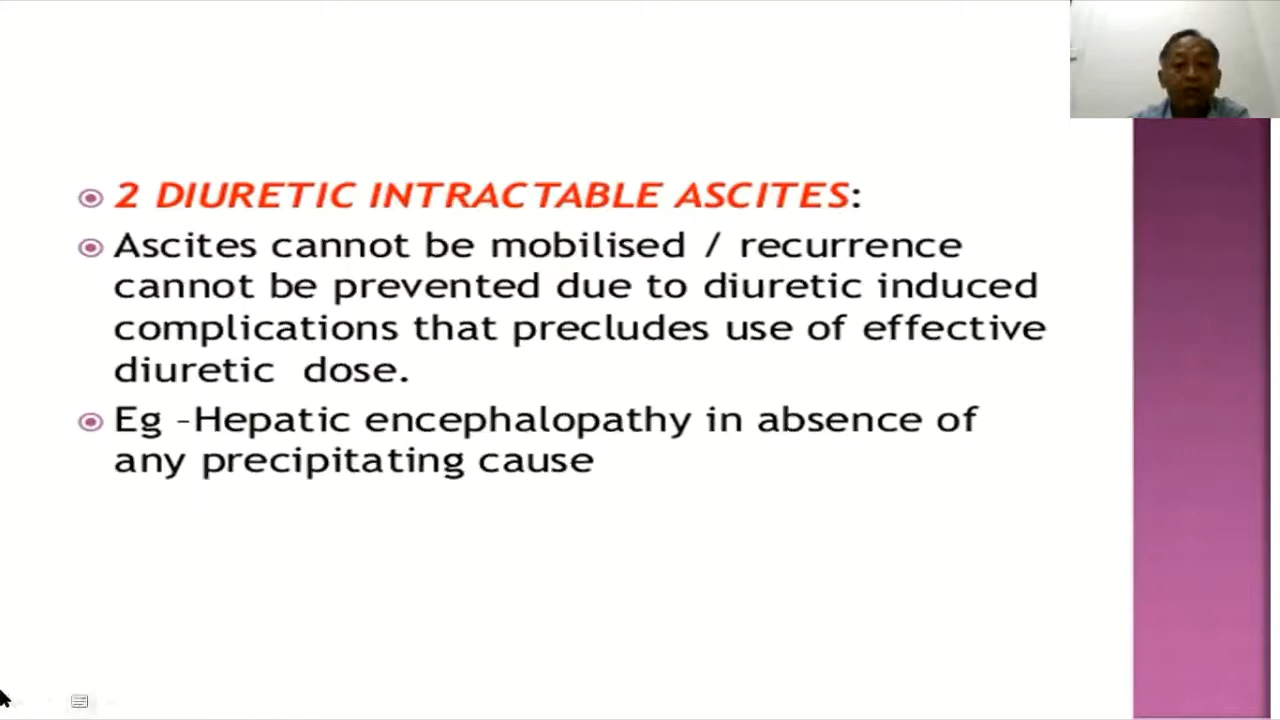 2 DIURETIC INTRACTABLE ASCITES:
Ascites cannot be mobilised / recurrence
cannot be prevented due to diuretic induced
complications that precludes use of effective
diuretic dose.
Eg –Hepatic encephalopathy in absence of
any precipitating cause